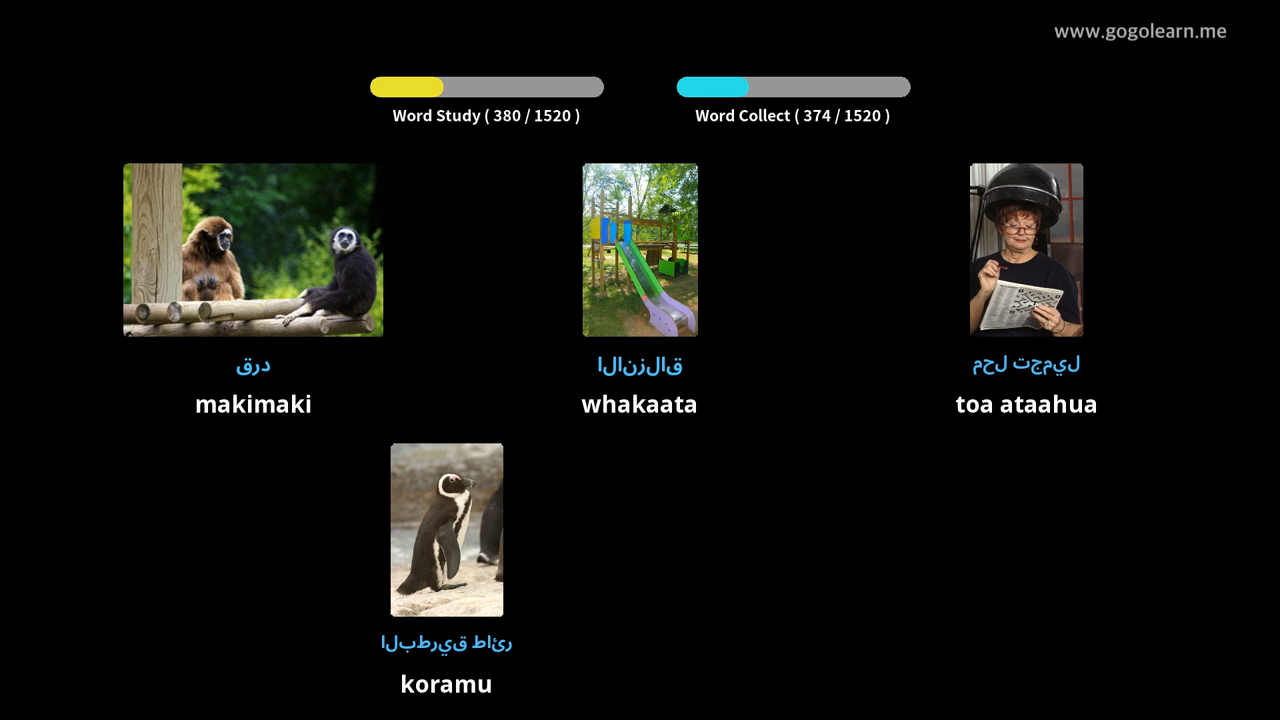 www.gogolearn.me
Word Study ( 380 / 1520 )
Word Collect ( 374 / 1520 )
قرد
makimaki
الانزلاق
whakaata
محل تجميل
toa ataahua
البطريق طائر
koramu